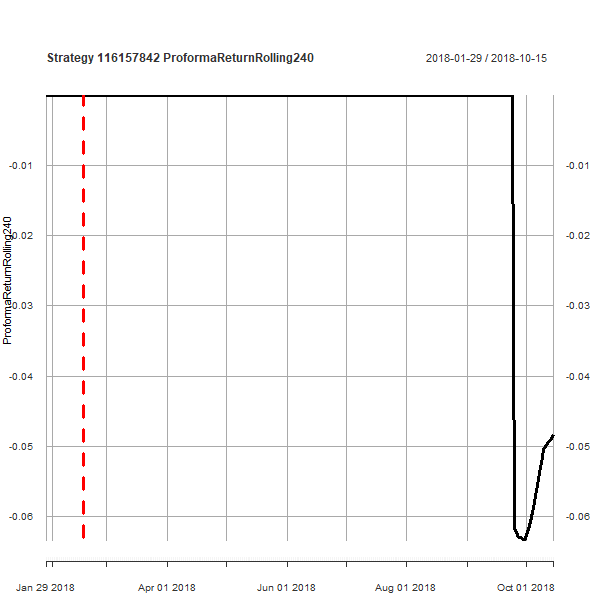 Strategy 116157842 ProformaReturnRolling240
2018-01-29 / 2018-10-15
-0.01
-0.01
-0.02
-0.02
-0.03
-0.03
-0.04
-0.04
-0.05
-0.05
-0.06
-0.06
ProformaReturnRolling240
Jan 29 2018
Apr 01 2018
Jun 01 2018
Aug 01 2018
Oct 01 2018